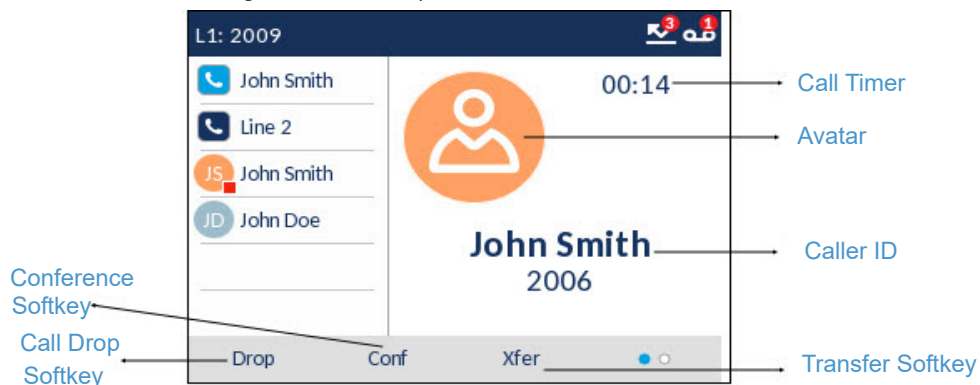 L1: 2009
3
1
John Smith
Line 2
JS
John Smith
JD
John Doe
00:14
John Smith
2006
Drop
Conf
Xfer
Call Timer
Avatar
Caller ID
Transfer Softkey
Conference
Softkey
Call Drop
Softkey